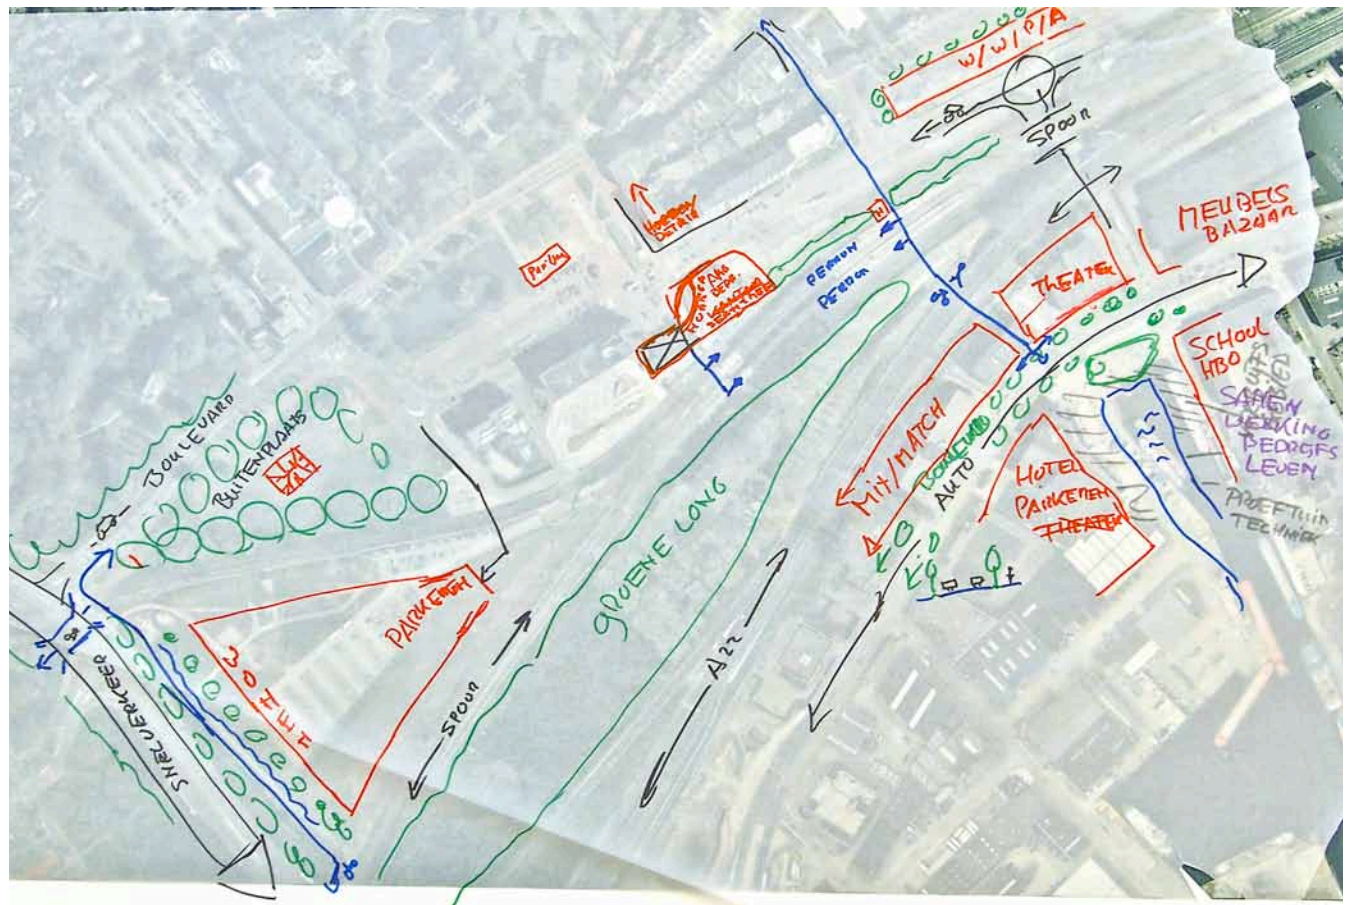 W/W/P/A
SPOOR
MEUBELS
BAZAAR
THEATER
H
PERRON
PERRON
Paviljoen
SCHOOL
HBO
SAMEN
WERKING
BEDRIJFS
LEVEN
PROEFTUIN
TECHNIEK
MIX/MATCH
BOULEVARD
AUTO
HOTEL
PARKEREN
THEATER
BOULEVARD
BUITENPLAATS
GROENE LONG
PARKEREN
SPOOR
A22
SNELVERKEER